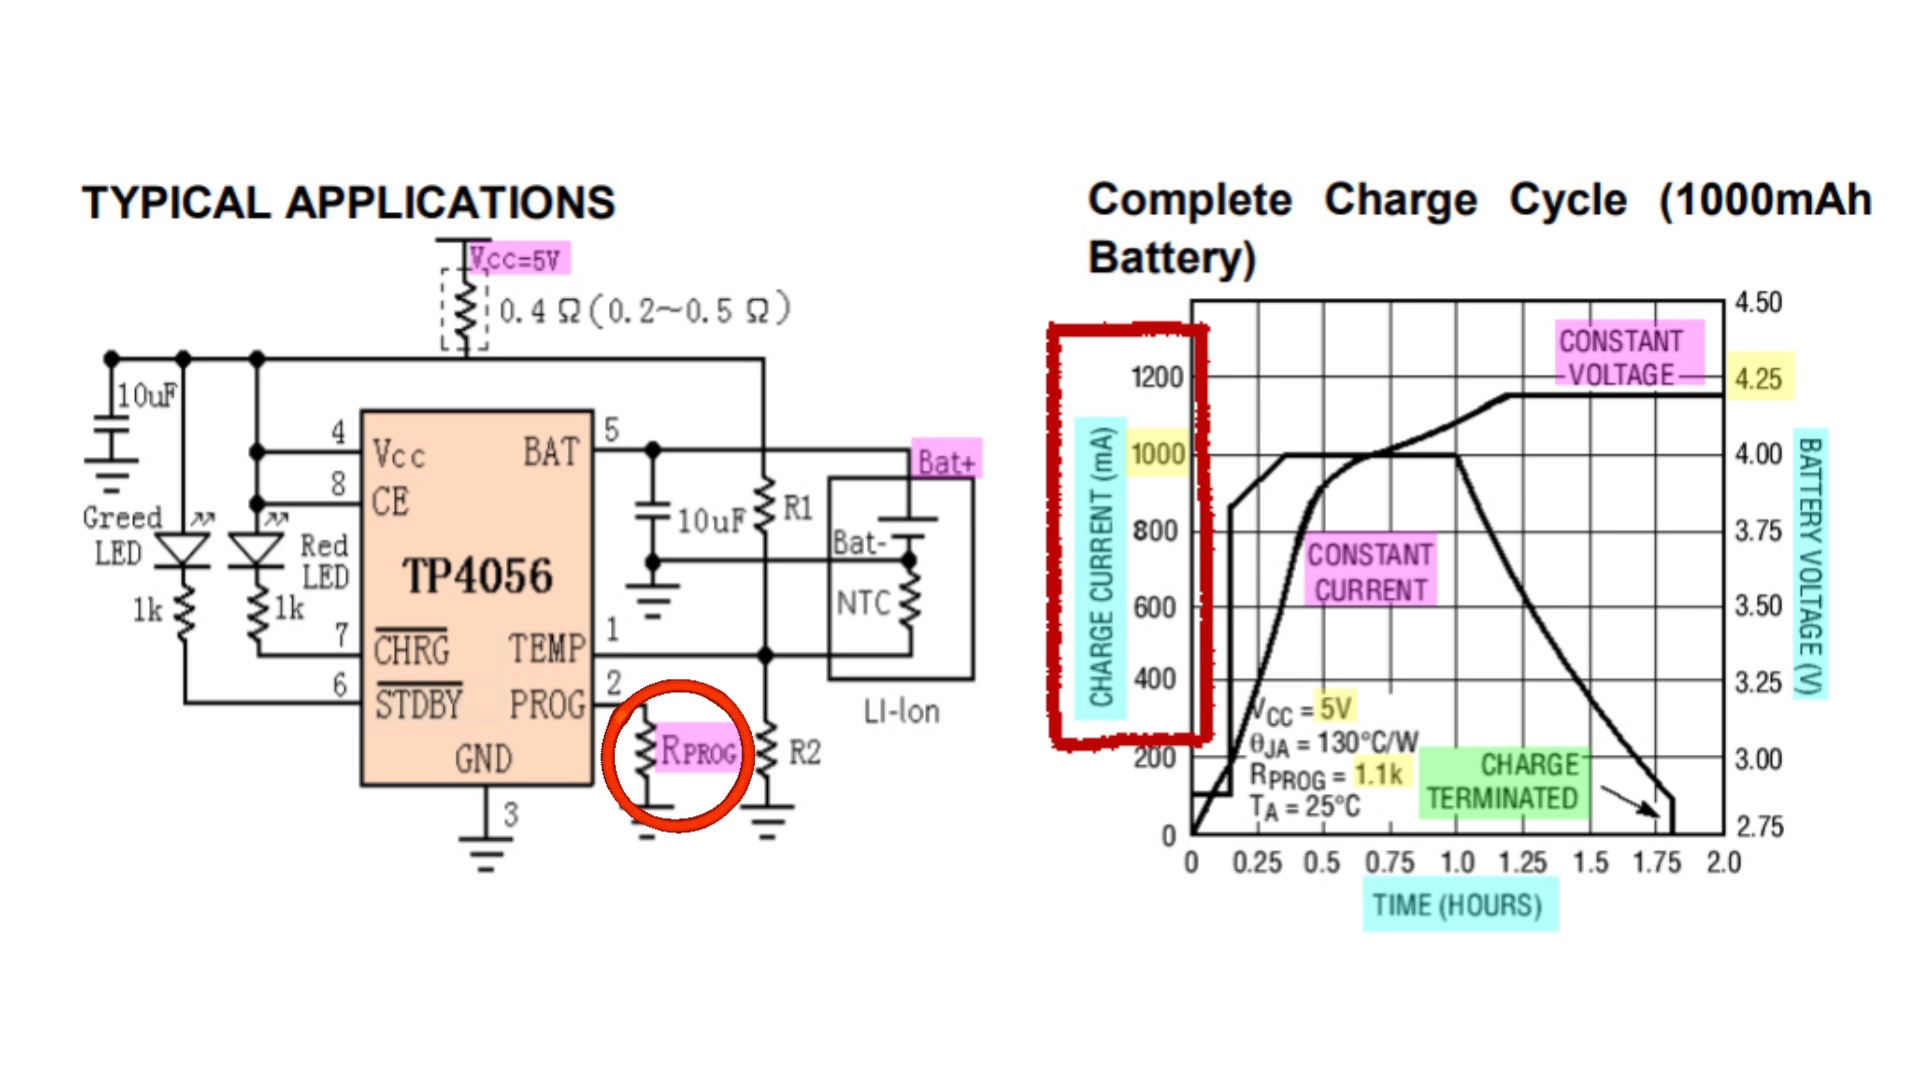 TYPICAL APPLICATIONS
Vcc=5V
0.4 Ω(0.2~0.5 Ω)
10uF
4
Vcc
BAT
5
8
CE
Bat+
Greed
LED
Red
LED
10uF
R1
Bat-
TP4056
1k
1k
NTC
7
CHRG
TEMP
1
6
STDBY
PROG
2
LI-lon
RPROG
R2
GND
3
Complete Charge Cycle (1000mAh
Battery)
4.50
CONSTANT
VOLTAGE
1200
4.25
1000
4.00
800
3.75
CONSTANT
CURRENT
600
3.50
400
3.25
CHARGE CURRENT (mA)
BATTERY VOLTAGE (V)
VCC = 5V
θJA = 130°C/W
RPROG = 1.1k
TA = 25°C
200
3.00
CHARGE
TERMINATED
0
2.75
0 0.25 0.5 0.75 1.0 1.25 1.5 1.75 2.0
TIME (HOURS)